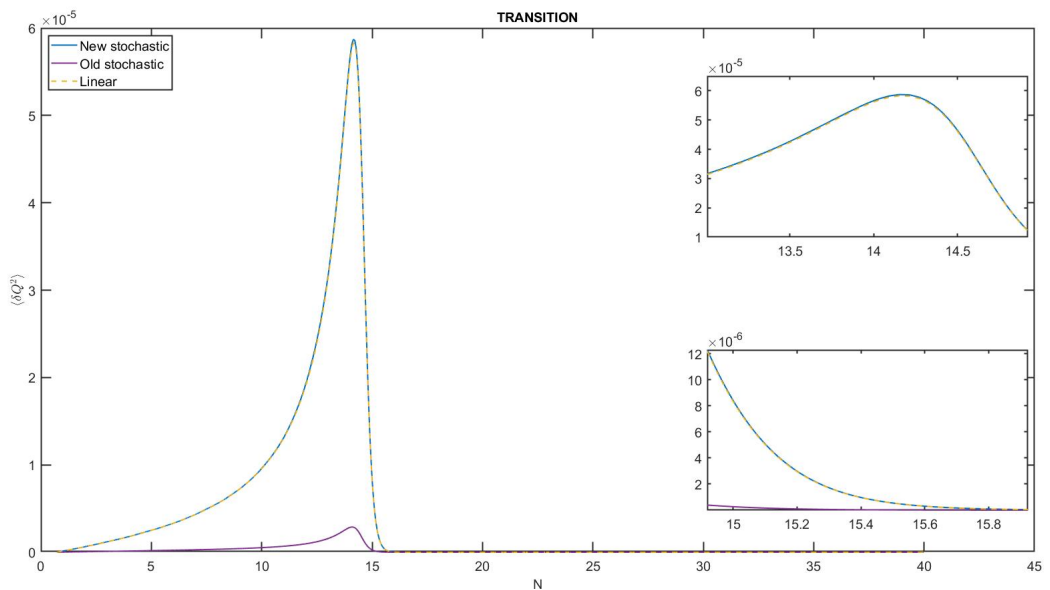 TRANSITION
×10⁻⁵
6
5
4
3
2
1
0
⟨δQ²⟩
New stochastic
Old stochastic
Linear
×10⁻⁵
6
5
4
3
2
1
13.5 14 14.5
×10⁻⁶
12
10
8
6
4
2
15 15.2 15.4 15.6 15.8
0 5 10 15 20 25 30 35 40 45
N